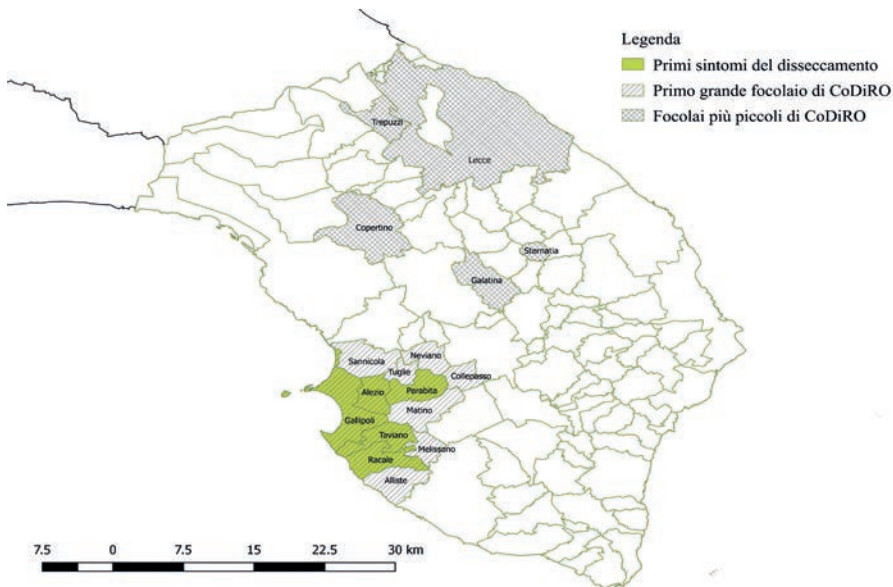 Legenda
Primi sintomi del disseccamento
Primo grande focolaio di CoDiRO
Focolai più piccoli di CoDiRO
Trepuzzi
Lecce
Copertino
Sternatia
Galatina
Neviano
Sannicola
Tuglie
Collepasso
Alezio
Parabita
Matino
Gallipoli
Taviano
Melissano
Racale
Alliste
7.5 0 7.5 15 22.5 30 km